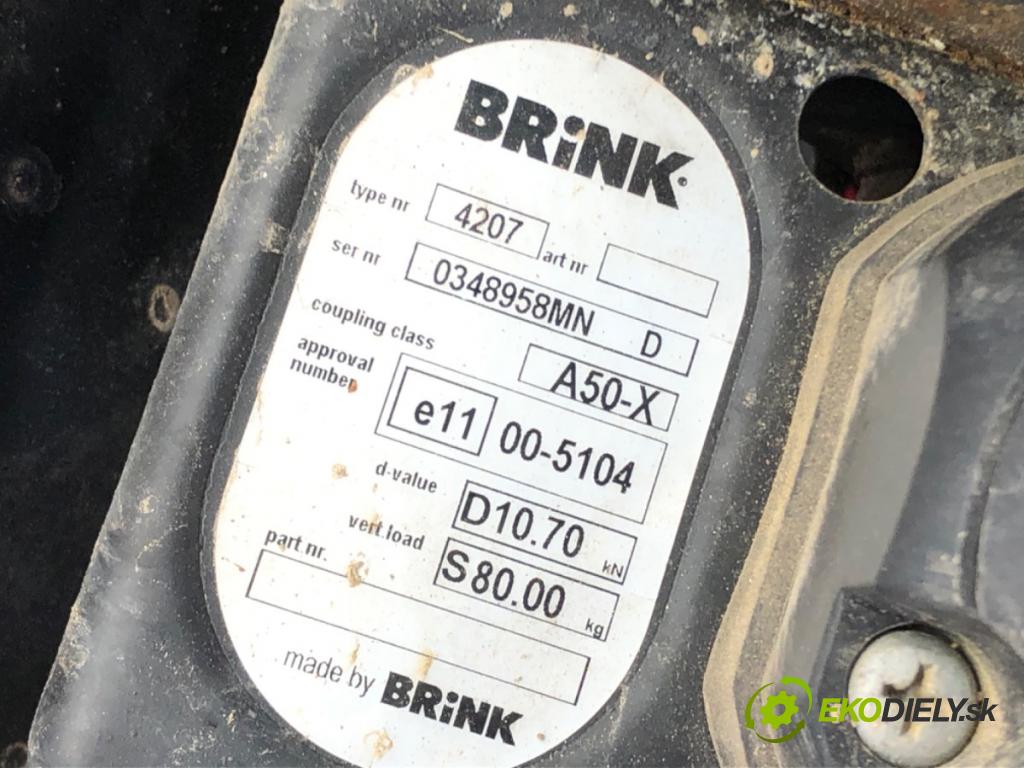 BRiNK
type nr 4207 art nr
ser nr 0348958MN D
coupling class A50-X
approval number e11 00-5104
d-value D10.70 kN
vert.load S80.00 kg
part nr.
made by BRiNK
EKODIELY.sk